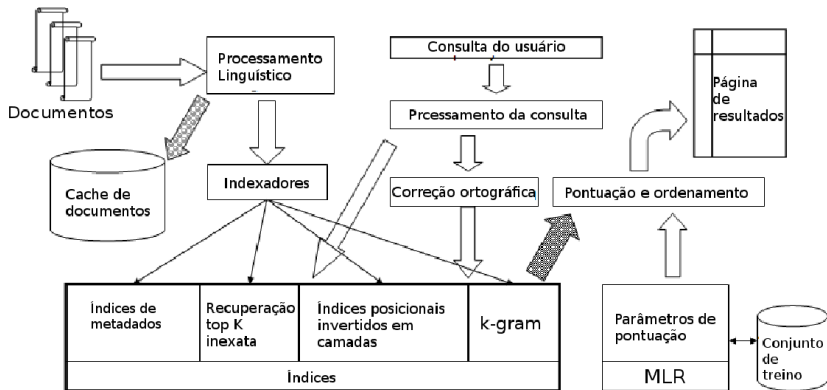 Documentos
Processamento
Linguístico
Consulta do usuário
Página
de
resultados
Prcessamento da consulta
Cache de
documentos
Indexadores
Correção ortográfica
Pontuação e ordenamento
Índices de
metadados
Recuperação
top K
inexata
Índices posicionais
invertidos em
camadas
k-gram
Índices
Parâmetros de
pontuação
MLR
Conjunto
de
treino